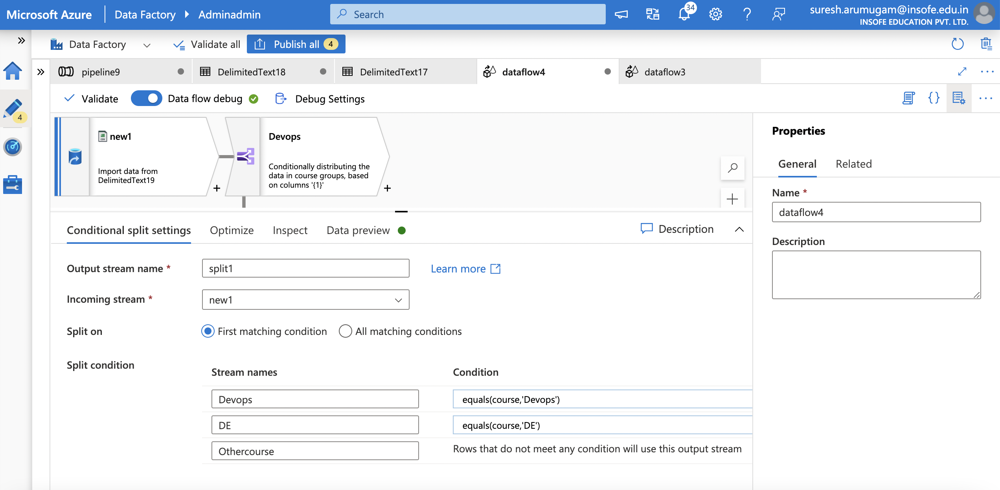 Microsoft Azure
Data Factory
Adminadmin
Search
34
suresh.arumugam@insofe.edu.in
INSOFE EDUCATION PVT. LTD.
Data Factory
Validate all
Publish all
4
pipeline9
DelimitedText18
DelimitedText17
dataflow4
dataflow3
4
Validate
Data flow debug
Debug Settings
{}
CSV
new1
Import data from
DelimitedText19
+
Devops
Conditionally distributing the
data in course groups, based
on columns '{1}'
+
Properties
General
Related
Name *
dataflow4
Description
Conditional split settings
Optimize
Inspect
Data preview
Description
Output stream name *
split1
Learn more
Incoming stream *
new1
Split on
First matching condition
All matching conditions
Split condition
Stream names
Condition
Devops
equals(course,'Devops')
DE
equals(course,'DE')
Othercourse
Rows that do not meet any condition will use this output stream